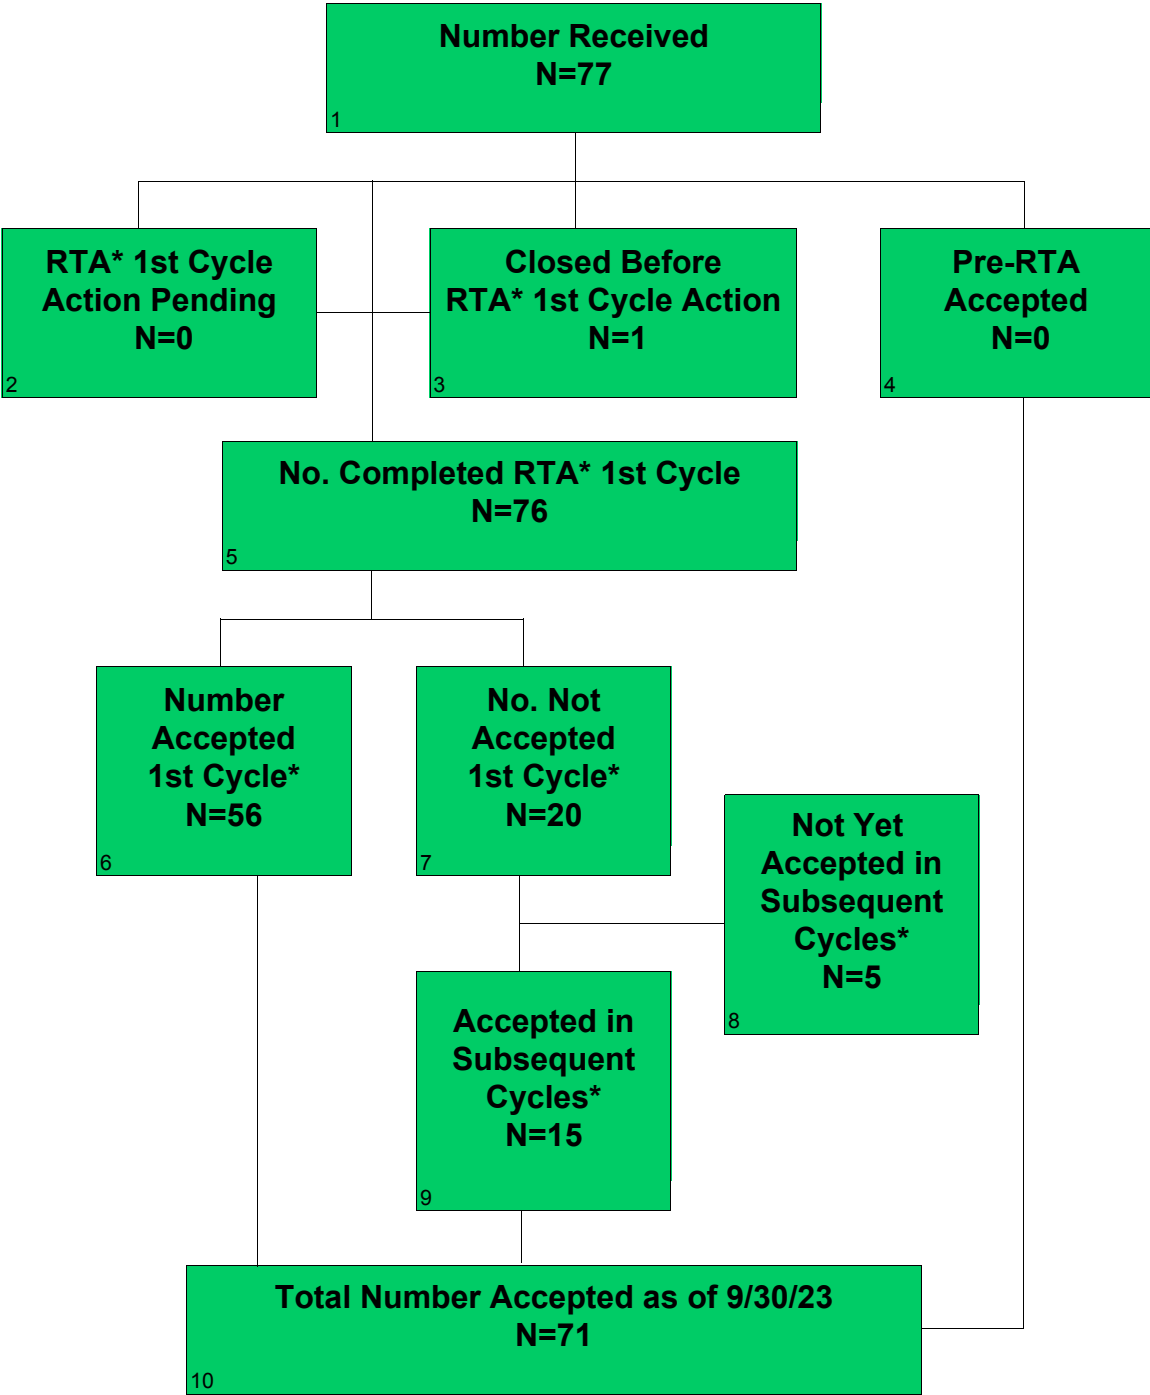 Number Received
N=77
1
RTA* 1st Cycle
Action Pending
N=0
2
Closed Before
RTA* 1st Cycle Action
N=1
3
Pre-RTA
Accepted
N=0
4
No. Completed RTA* 1st Cycle
N=76
5
Number
Accepted
1st Cycle*
N=56
6
No. Not
Accepted
1st Cycle*
N=20
7
Not Yet
Accepted in
Subsequent
Cycles*
N=5
8
Accepted in
Subsequent
Cycles*
N=15
9
Total Number Accepted as of 9/30/23
N=71
10